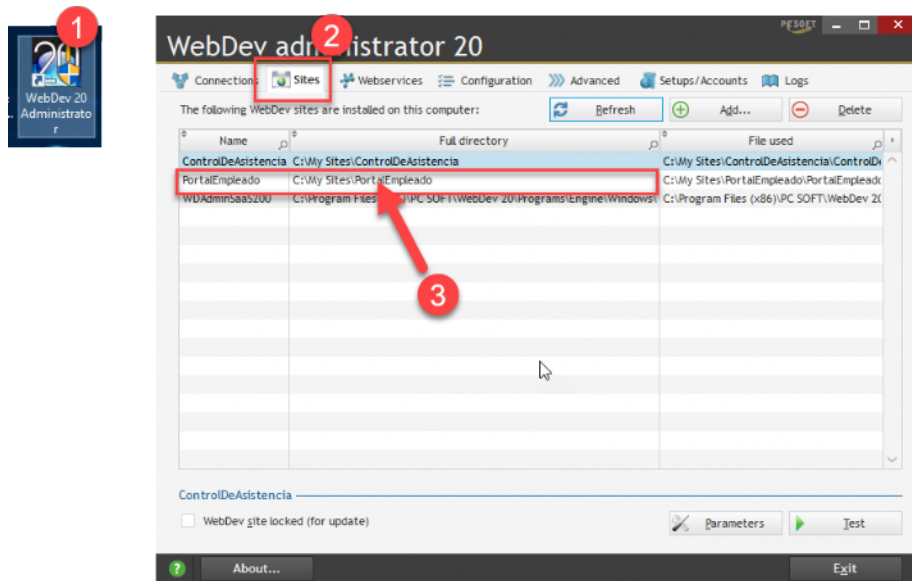 1
WebDev 20
Administrato
r
2
PCSOFT
WebDev administrator 20
Connections Sites Webservices Configuration Advanced Setups/Accounts Logs
The following WebDev sites are installed on this computer: Refresh Add... Delete
Name Full directory File used
ControlDeAsistencia C:\My Sites\ControlDeAsistencia C:\My Sites\ControlDeAsistencia\ControlDe
PortalEmpleado C:\My Sites\PortalEmpleado C:\My Sites\PortalEmpleado\PortalEmpleado
WDAdminSaaS200 C:\Program Files \PC SOFT\WebDev 20\Programs\Engine\Windows\ C:\Program Files (x86)\PC SOFT\WebDev 20
3
ControlDeAsistencia
WebDev site locked (for update) Parameters Test
? About... Exit